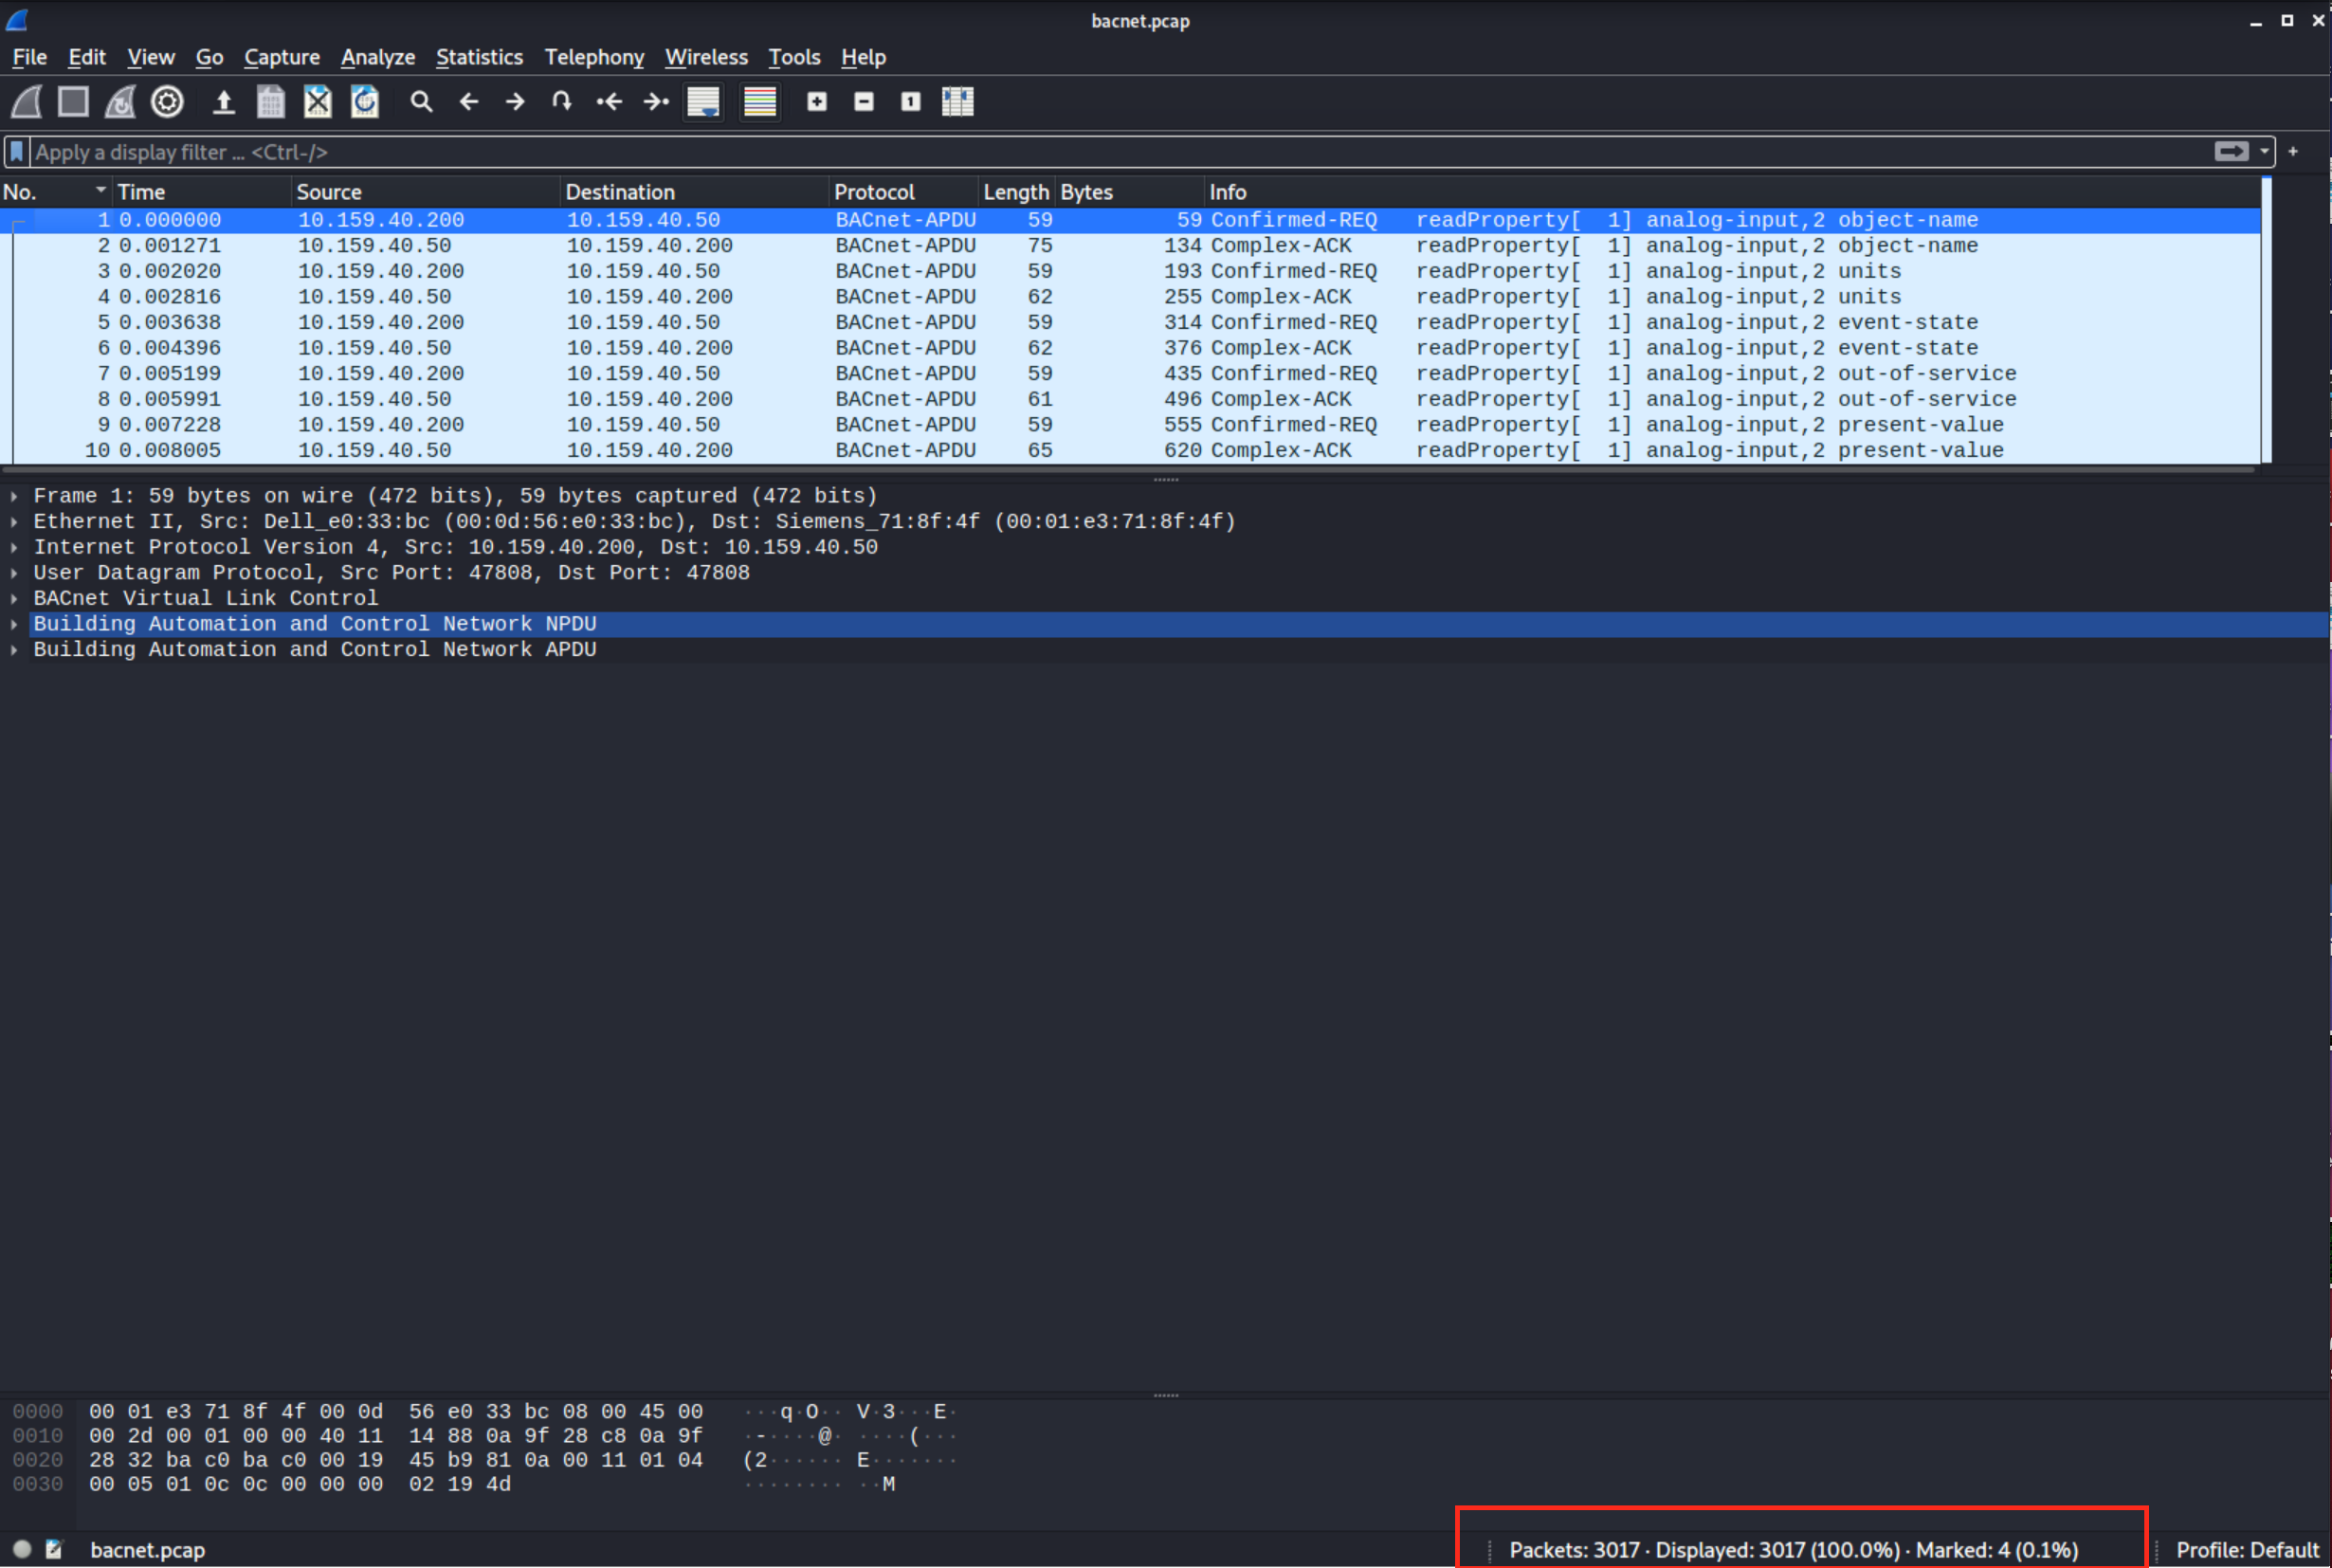 bacnet.pcap
File Edit View Go Capture Analyze Statistics Telephony Wireless Tools Help
Apply a display filter ... <Ctrl-/>
No. Time Source Destination Protocol Length Bytes Info
1 0.000000 10.159.40.200 10.159.40.50 BACnet-APDU 59 59 Confirmed-REQ readProperty[ 1] analog-input,2 object-name
2 0.001271 10.159.40.50 10.159.40.200 BACnet-APDU 75 134 Complex-ACK readProperty[ 1] analog-input,2 object-name
3 0.002020 10.159.40.200 10.159.40.50 BACnet-APDU 59 193 Confirmed-REQ readProperty[ 1] analog-input,2 units
4 0.002816 10.159.40.50 10.159.40.200 BACnet-APDU 62 255 Complex-ACK readProperty[ 1] analog-input,2 units
5 0.003638 10.159.40.200 10.159.40.50 BACnet-APDU 59 314 Confirmed-REQ readProperty[ 1] analog-input,2 event-state
6 0.004396 10.159.40.50 10.159.40.200 BACnet-APDU 62 376 Complex-ACK readProperty[ 1] analog-input,2 event-state
7 0.005199 10.159.40.200 10.159.40.50 BACnet-APDU 59 435 Confirmed-REQ readProperty[ 1] analog-input,2 out-of-service
8 0.005991 10.159.40.50 10.159.40.200 BACnet-APDU 61 496 Complex-ACK readProperty[ 1] analog-input,2 out-of-service
9 0.007228 10.159.40.200 10.159.40.50 BACnet-APDU 59 555 Confirmed-REQ readProperty[ 1] analog-input,2 present-value
10 0.008005 10.159.40.50 10.159.40.200 BACnet-APDU 65 620 Complex-ACK readProperty[ 1] analog-input,2 present-value
Frame 1: 59 bytes on wire (472 bits), 59 bytes captured (472 bits)
Ethernet II, Src: Dell_e0:33:bc (00:0d:56:e0:33:bc), Dst: Siemens_71:8f:4f (00:01:e3:71:8f:4f)
Internet Protocol Version 4, Src: 10.159.40.200, Dst: 10.159.40.50
User Datagram Protocol, Src Port: 47808, Dst Port: 47808
BACnet Virtual Link Control
Building Automation and Control Network NPDU
Building Automation and Control Network APDU
0000 00 01 e3 71 8f 4f 00 0d 56 e0 33 bc 08 00 45 00 ···q·O·· V·3···E·
0010 00 2d 00 01 00 00 40 11 14 88 0a 9f 28 c8 0a 9f ·-····@· ····(···
0020 28 32 ba c0 ba c0 00 19 45 b9 81 0a 00 11 01 04 (2······ E·······
0030 00 05 01 0c 0c 00 00 00 02 19 4d ········ ··M
bacnet.pcap Packets: 3017 · Displayed: 3017 (100.0%) · Marked: 4 (0.1%) Profile: Default